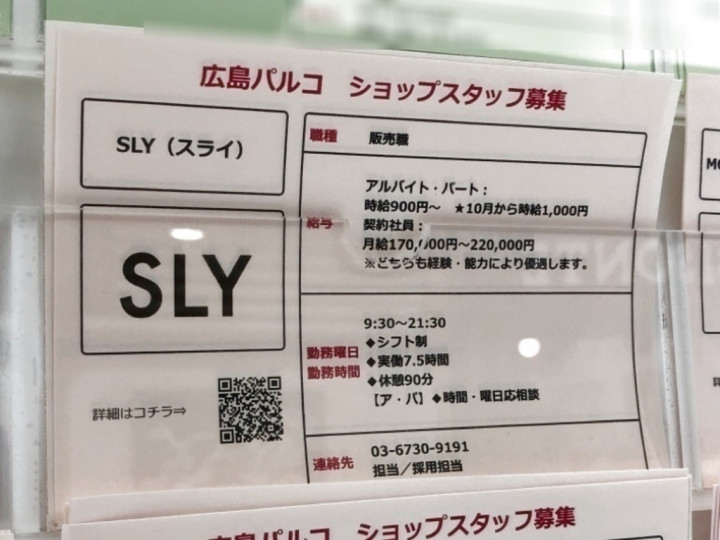 広島パルコ ショップスタッフ募集
SLY（スライ）
SLY
詳細はコチラ⇒
職種 販売職
給与
アルバイト・パート：
時給900円～ ★10月から時給1,000円
契約社員：
月給170,000円～220,000円
※どちらも経験・能力により優遇します。
勤務曜日
勤務時間
9:30～21:30
◆シフト制
◆実働7.5時間
◆休憩90分
【ア・パ】◆時間・曜日応相談
連絡先
03-6730-9191
担当／採用担当
広島パルコ ショップスタッフ募集